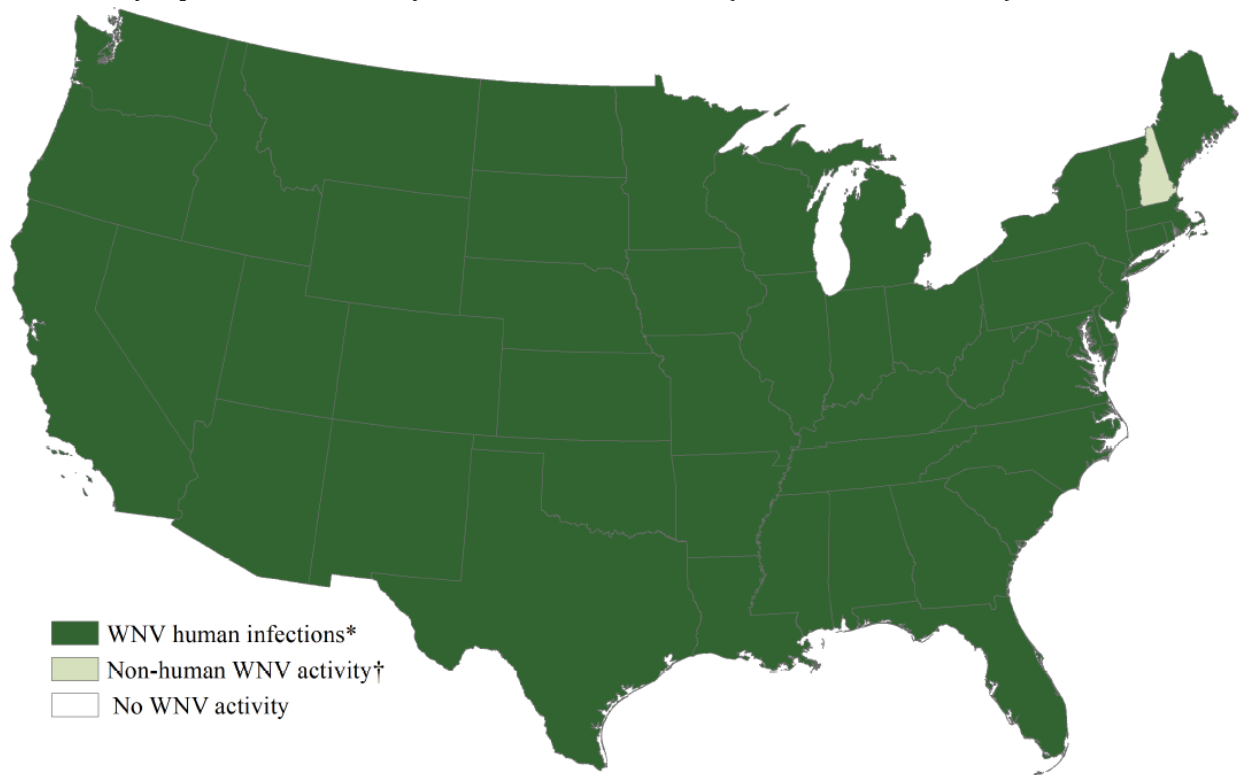 WNV human infections*
Non-human WNV activity†
No WNV activity